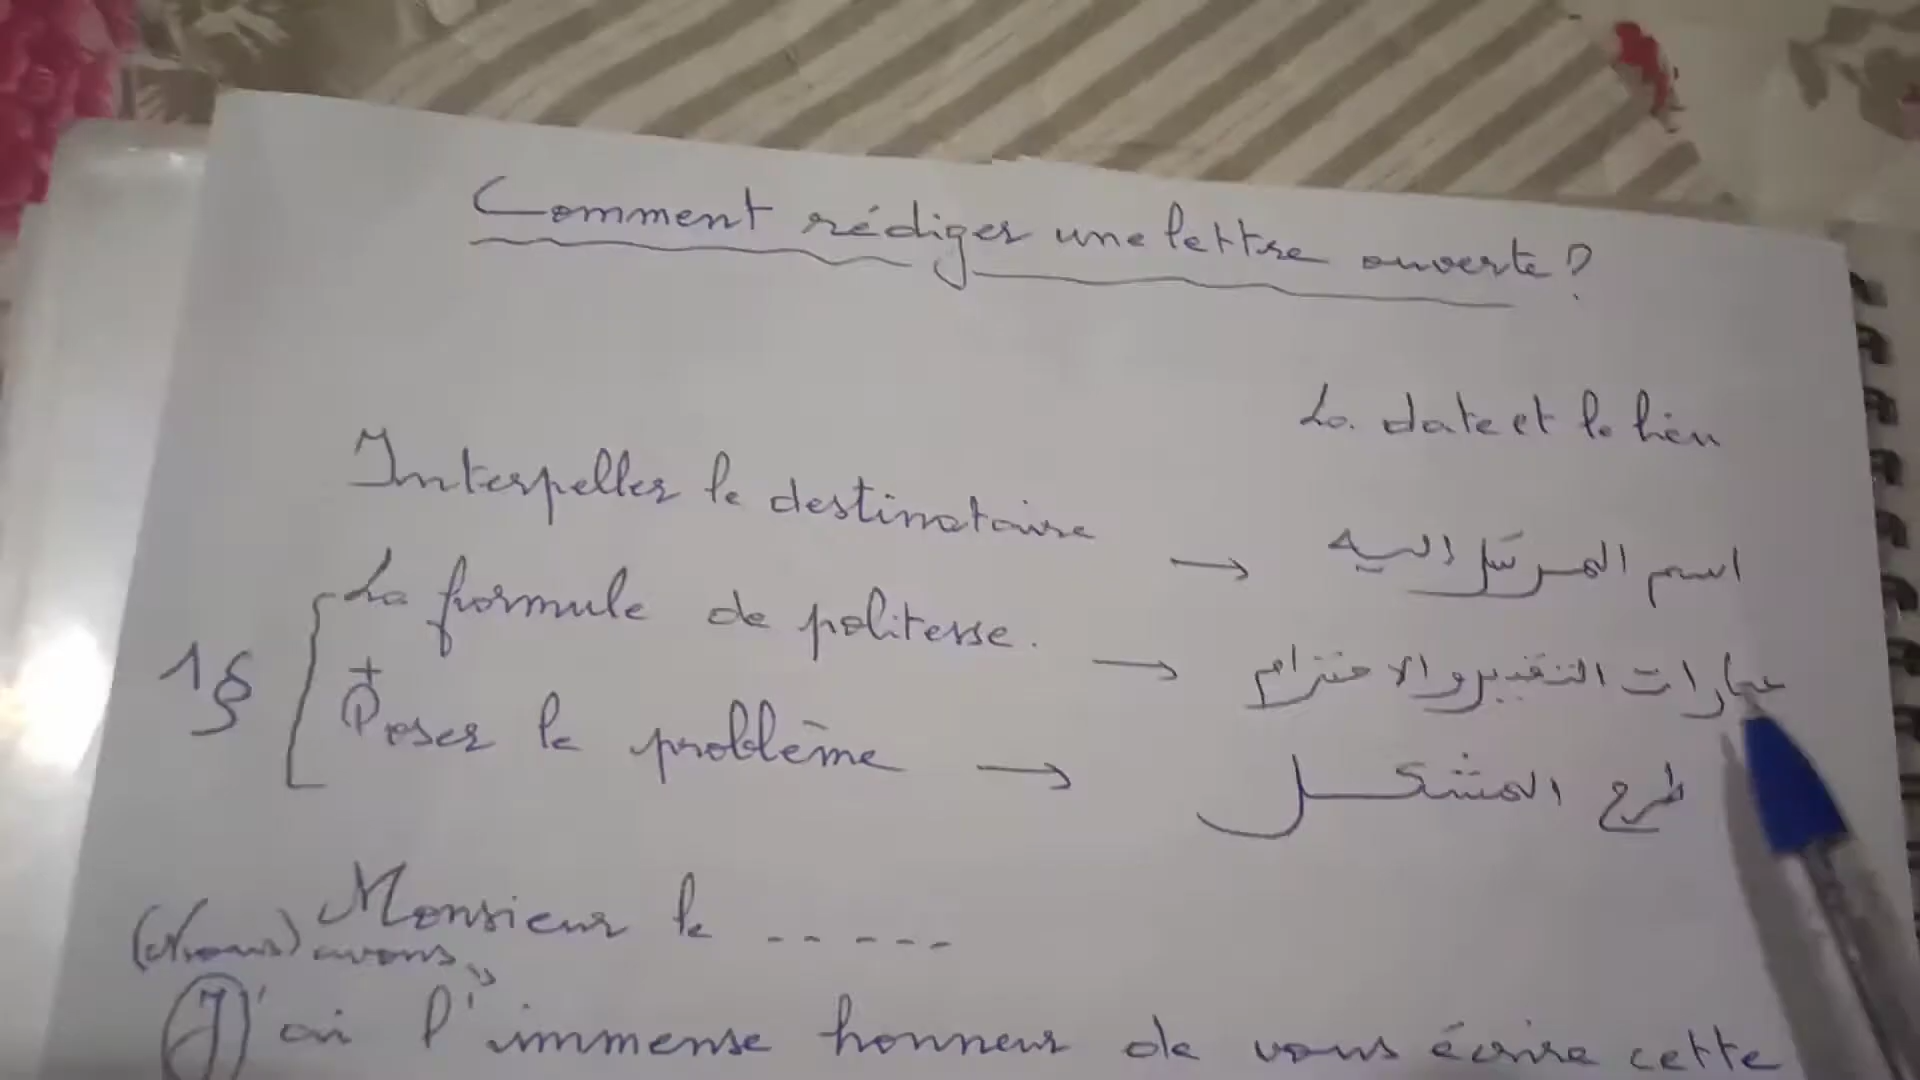 Comment rédiger une lettre ouverte ?
La date et le lieu
Interpeller le destinataire → اسم المرسَل إليه
1§ La formule de politesse. → عبارات التقدير والاحترام
+
Poser le problème → طرح المشكل
Monsieur le -----
(Nous) avons
J'ai l'immense honneur de vous écrire cette